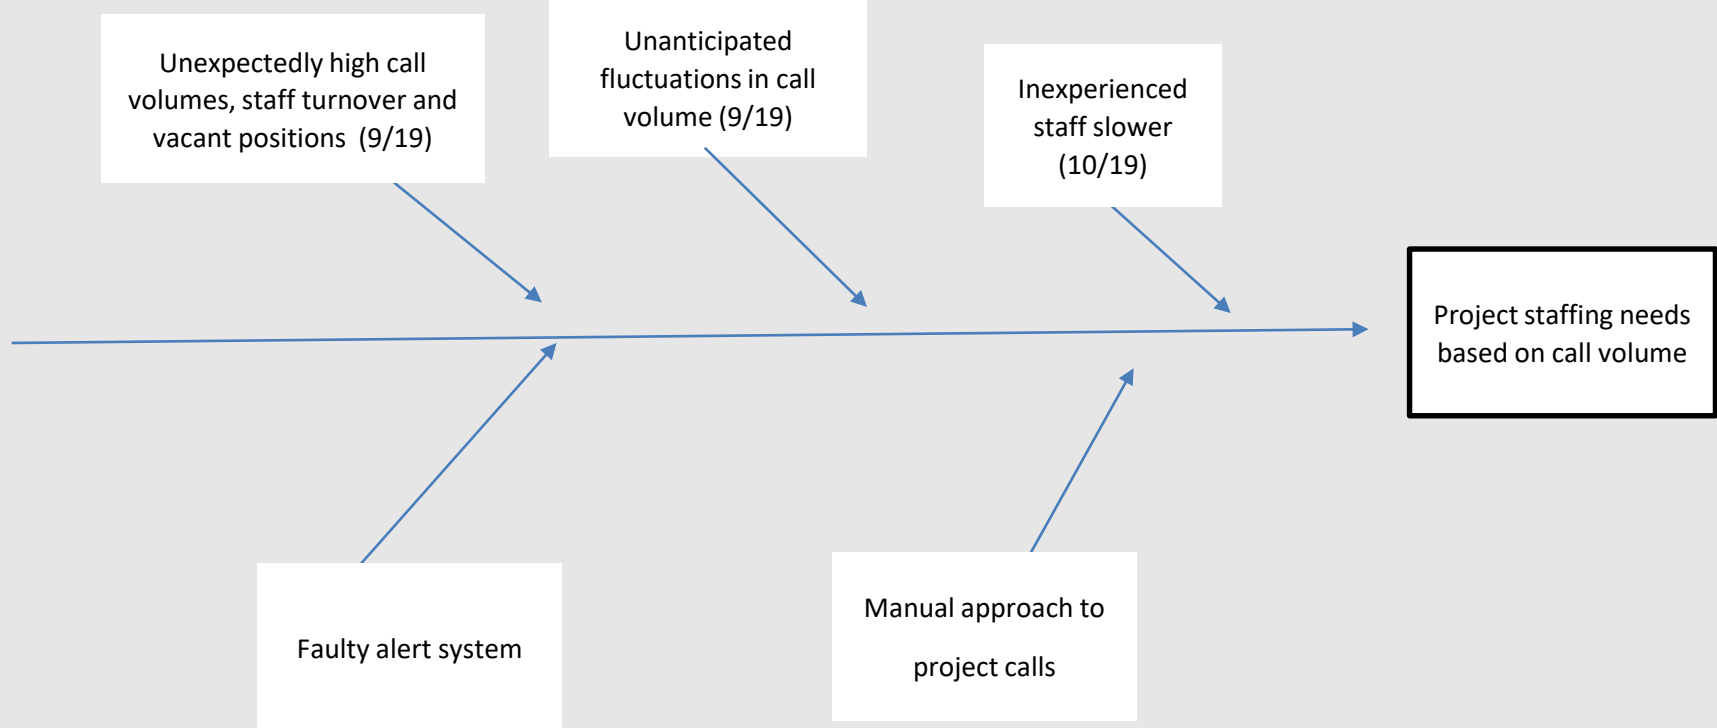 Unexpectedly high call
volumes, staff turnover and
vacant positions  (9/19)
Unanticipated
fluctuations in call
volume (9/19)
Inexperienced
staff slower
(10/19)
Project staffing needs
based on call volume
Faulty alert system
Manual approach to
project calls